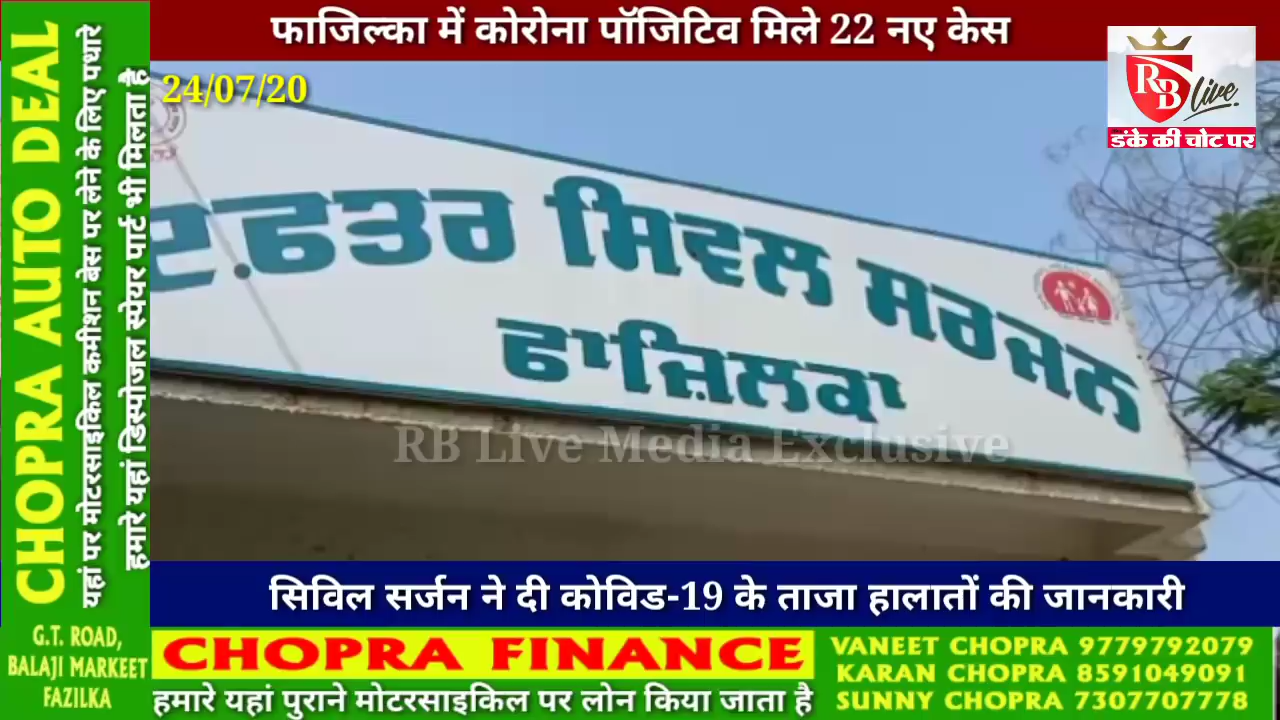 फाजिल्का में कोरोना पॉजिटिव मिले 22 नए केस
24/07/20
RB Live
डंके की चोट पर
CHOPRA AUTO DEAL
यहां पर मोटरसाइकिल कमीशन बेस पर लेने के लिए पधारे
हमारे यहां डिस्पोजल स्पेयर पार्ट भी मिलता है
ਦਫ਼ਤਰ ਸਿਵਲ ਸਰਜਨ
ਫਾਜ਼ਿਲਕਾ
RB Live Media Exclusive
सिविल सर्जन ने दी कोविड-19 के ताजा हालातों की जानकारी
G.T. ROAD,
BALAJI MARKEET
FAZILKA
CHOPRA FINANCE
हमारे यहां पुराने मोटरसाइकिल पर लोन किया जाता है
VANEET CHOPRA 9779792079
KARAN CHOPRA 8591049091
SUNNY CHOPRA 7307707778